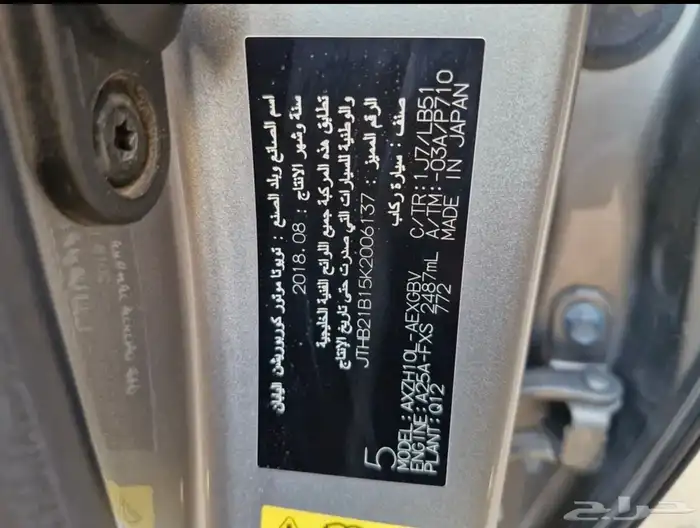 اسم الصانع وبلد الصنع : تويوتا موتور كوربوريشن اليابان
سنة وشهر الانتاج : 2018.08
تطابق هذه المركبة جميع اللوائح الفنية الخليجية
والوطنية للسيارات التي صدرت حتى تاريخ الإنتاج
الرقم المميز : JTHB21B15K2006137
صنف : سيارة ركاب
5
MODEL: AXZH10L-AEXGBV C/TR: 1J7/LB51
ENGINE: A25A-FXS 2487mL A/TM: -03A/P710
PLANT: Q12 772 MADE IN JAPAN
حراج